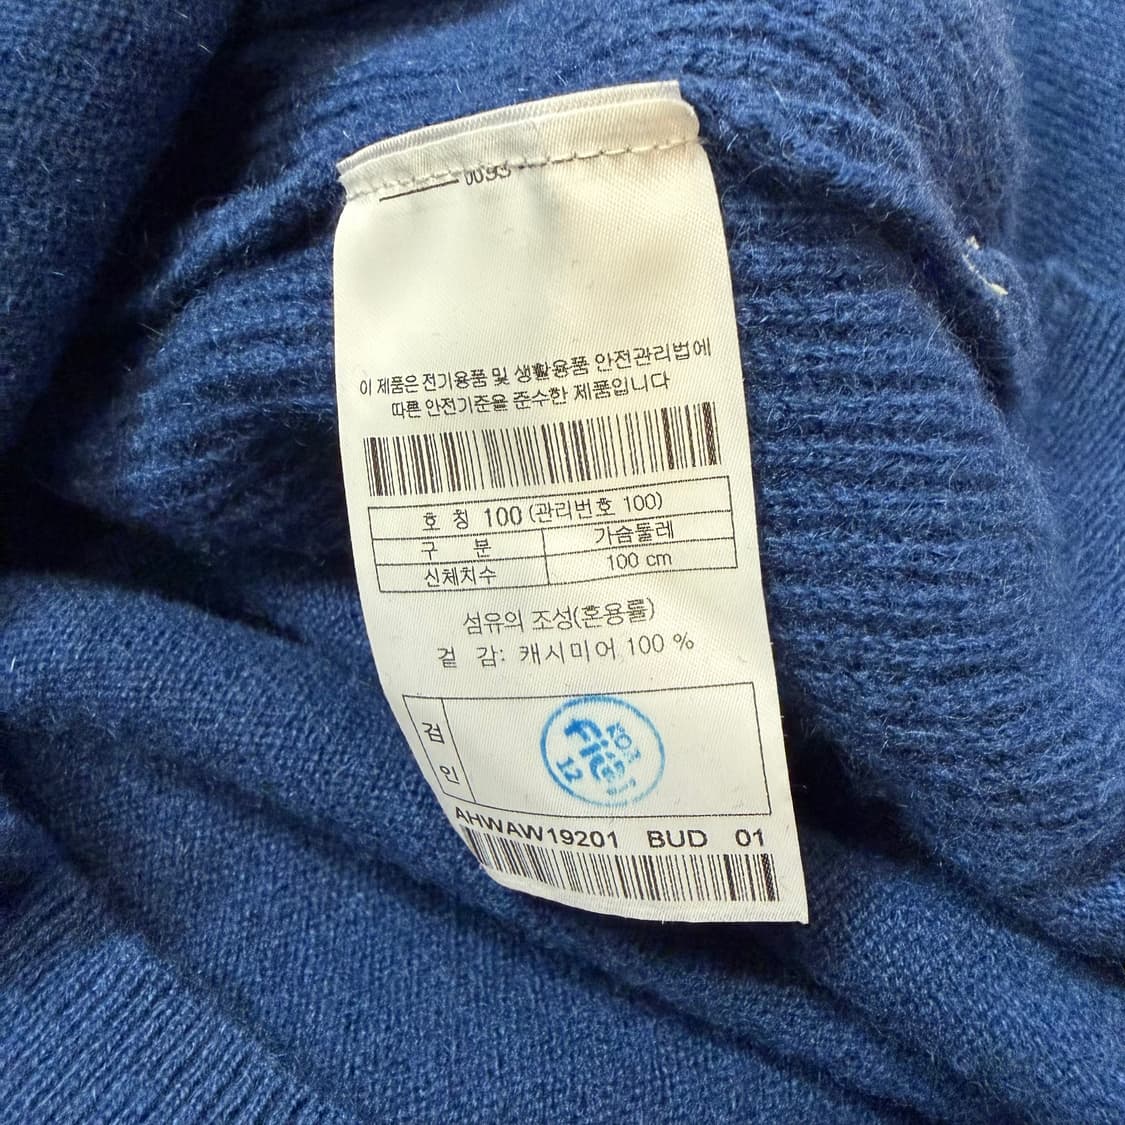 0093
이 제품은 전기용품 및 생활용품 안전관리법에
따른 안전기준을 준수한 제품입니다
호 칭 100 (관리번호 100)
구 분 가슴둘레
신체치수 100 cm
섬유의 조성(혼용률)
겉 감: 캐시미어 100 %
검인
Fit
12
AHWAW19201 BUD 01